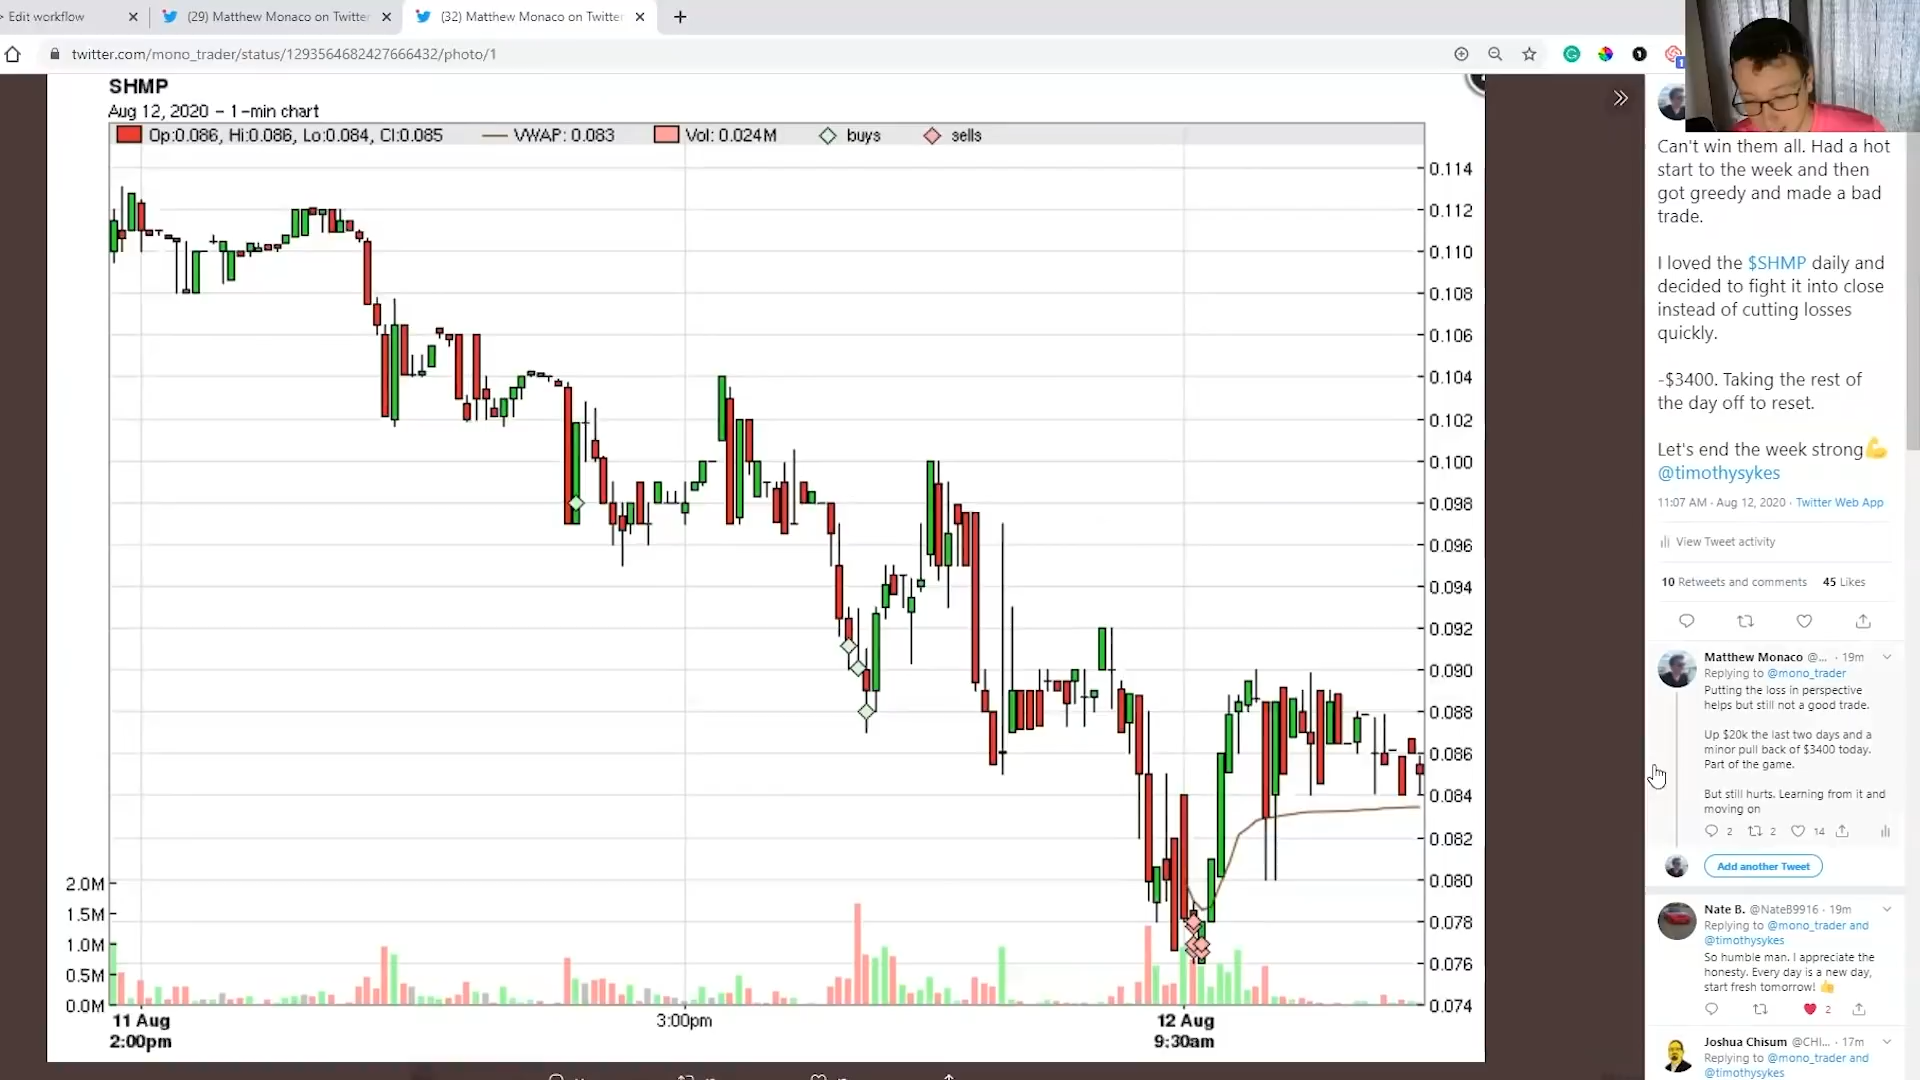 Edit workflow
(29) Matthew Monaco on Twitter
(32) Matthew Monaco on Twitter
twitter.com/mono_trader/status/1293564682427666432/photo/1
SHMP
Aug 12, 2020 - 1-min chart
Op:0.086, Hi:0.086, Lo:0.084, Cl:0.085
VWAP: 0.083
Vol: 0.024M
buys
sells
0.114
0.112
0.110
0.108
0.106
0.104
0.102
0.100
0.098
0.096
0.094
0.092
0.090
0.088
0.086
0.084
0.082
0.080
0.078
0.076
0.074
2.0M
1.5M
1.0M
0.5M
0.0M
11 Aug
2:00pm
3:00pm
12 Aug
9:30am
Can't win them all. Had a hot
start to the week and then
got greedy and made a bad
trade.
I loved the $SHMP daily and
decided to fight it into close
instead of cutting losses
quickly.
-$3400. Taking the rest of
the day off to reset.
Let's end the week strong💪
@timothysykes
11:07 AM · Aug 12, 2020 · Twitter Web App
View Tweet activity
10 Retweets and comments 45 Likes
Matthew Monaco @... · 19m
Replying to @mono_trader
Putting the loss in perspective
helps but still not a good trade.
Up $20k the last two days and a
minor pull back of $3400 today.
Part of the game.
But still hurts. Learning from it and
moving on
2 2 14
Add another Tweet
Nate B. @NateB9916 · 19m
Replying to @mono_trader and
@timothysykes
So humble man. I appreciate the
honesty. Every day is a new day,
start fresh tomorrow! 👍
2
Joshua Chisum @CHI... · 17m
Replying to @mono_trader and
@timothysykes